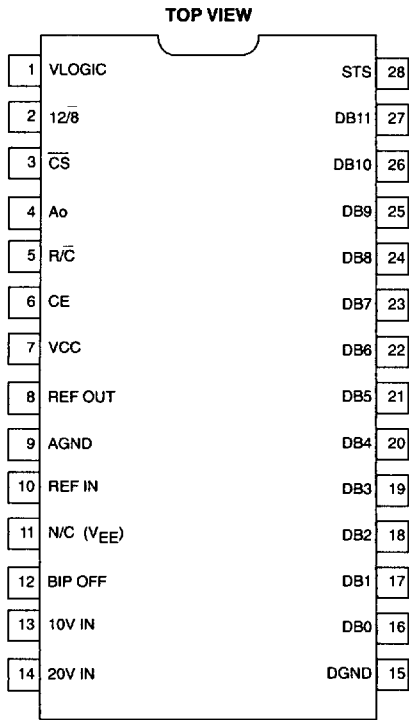 TOP VIEW
1 VLOGIC STS 28
2 12/8̅ DB11 27
3 C̅S̅ DB10 26
4 Ao DB9 25
5 R/C̅ DB8 24
6 CE DB7 23
7 VCC DB6 22
8 REF OUT DB5 21
9 AGND DB4 20
10 REF IN DB3 19
11 N/C (VEE) DB2 18
12 BIP OFF DB1 17
13 10V IN DB0 16
14 20V IN DGND 15